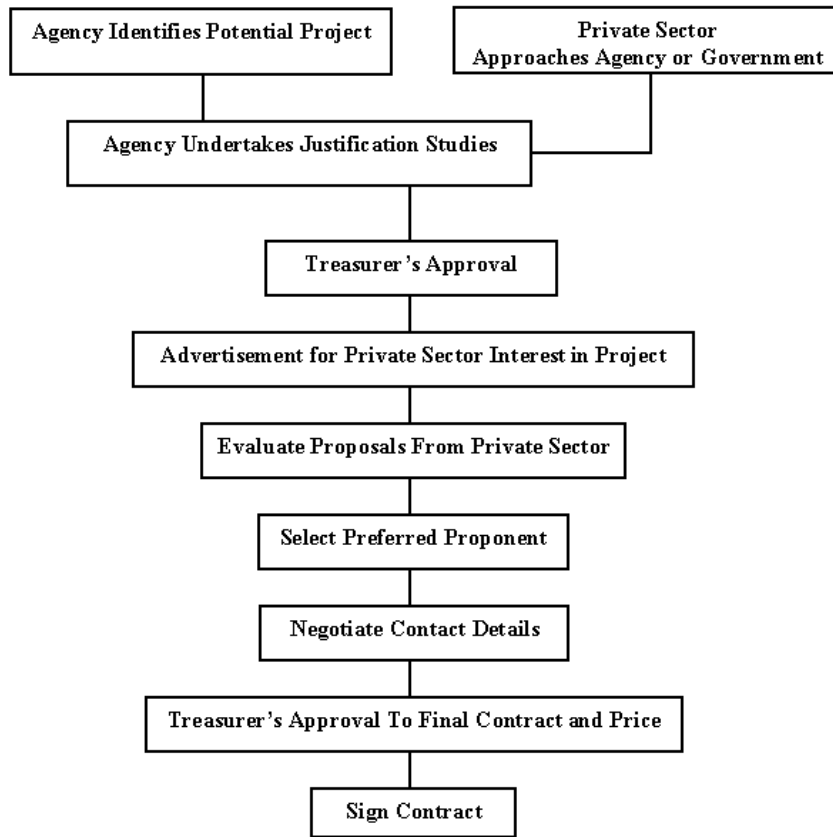 Agency Identifies Potential Project
Private Sector
Approaches Agency or Government
Agency Undertakes Justification Studies
Treasurer’s Approval
Advertisement for Private Sector Interest in Project
Evaluate Proposals From Private Sector
Select Preferred Proponent
Negotiate Contact Details
Treasurer’s Approval To Final Contract and Price
Sign Contract